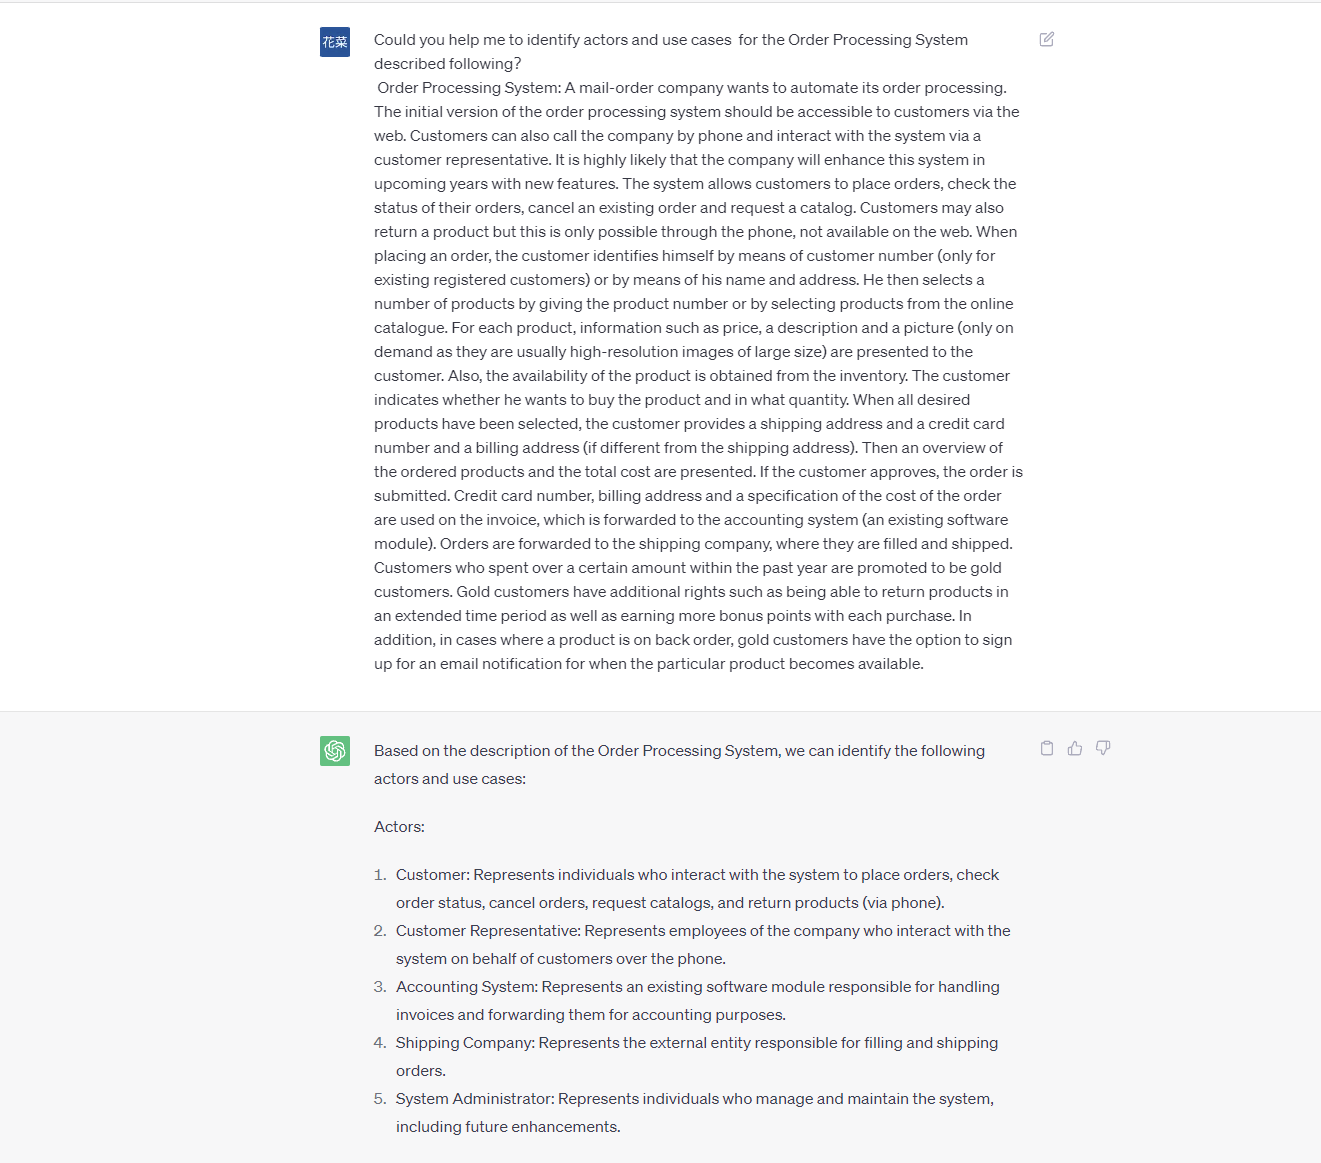 花菜
Could you help me to identify actors and use cases  for the Order Processing System
described following?
Order Processing System: A mail-order company wants to automate its order processing.
The initial version of the order processing system should be accessible to customers via the
web. Customers can also call the company by phone and interact with the system via a
customer representative. It is highly likely that the company will enhance this system in
upcoming years with new features. The system allows customers to place orders, check the
status of their orders, cancel an existing order and request a catalog. Customers may also
return a product but this is only possible through the phone, not available on the web. When
placing an order, the customer identifies himself by means of customer number (only for
existing registered customers) or by means of his name and address. He then selects a
number of products by giving the product number or by selecting products from the online
catalogue. For each product, information such as price, a description and a picture (only on
demand as they are usually high-resolution images of large size) are presented to the
customer. Also, the availability of the product is obtained from the inventory. The customer
indicates whether he wants to buy the product and in what quantity. When all desired
products have been selected, the customer provides a shipping address and a credit card
number and a billing address (if different from the shipping address). Then an overview of
the ordered products and the total cost are presented. If the customer approves, the order is
submitted. Credit card number, billing address and a specification of the cost of the order
are used on the invoice, which is forwarded to the accounting system (an existing software
module). Orders are forwarded to the shipping company, where they are filled and shipped.
Customers who spent over a certain amount within the past year are promoted to be gold
customers. Gold customers have additional rights such as being able to return products in
an extended time period as well as earning more bonus points with each purchase. In
addition, in cases where a product is on back order, gold customers have the option to sign
up for an email notification for when the particular product becomes available.
Based on the description of the Order Processing System, we can identify the following
actors and use cases:
Actors:
1. Customer: Represents individuals who interact with the system to place orders, check
order status, cancel orders, request catalogs, and return products (via phone).
2. Customer Representative: Represents employees of the company who interact with the
system on behalf of customers over the phone.
3. Accounting System: Represents an existing software module responsible for handling
invoices and forwarding them for accounting purposes.
4. Shipping Company: Represents the external entity responsible for filling and shipping
orders.
5. System Administrator: Represents individuals who manage and maintain the system,
including future enhancements.